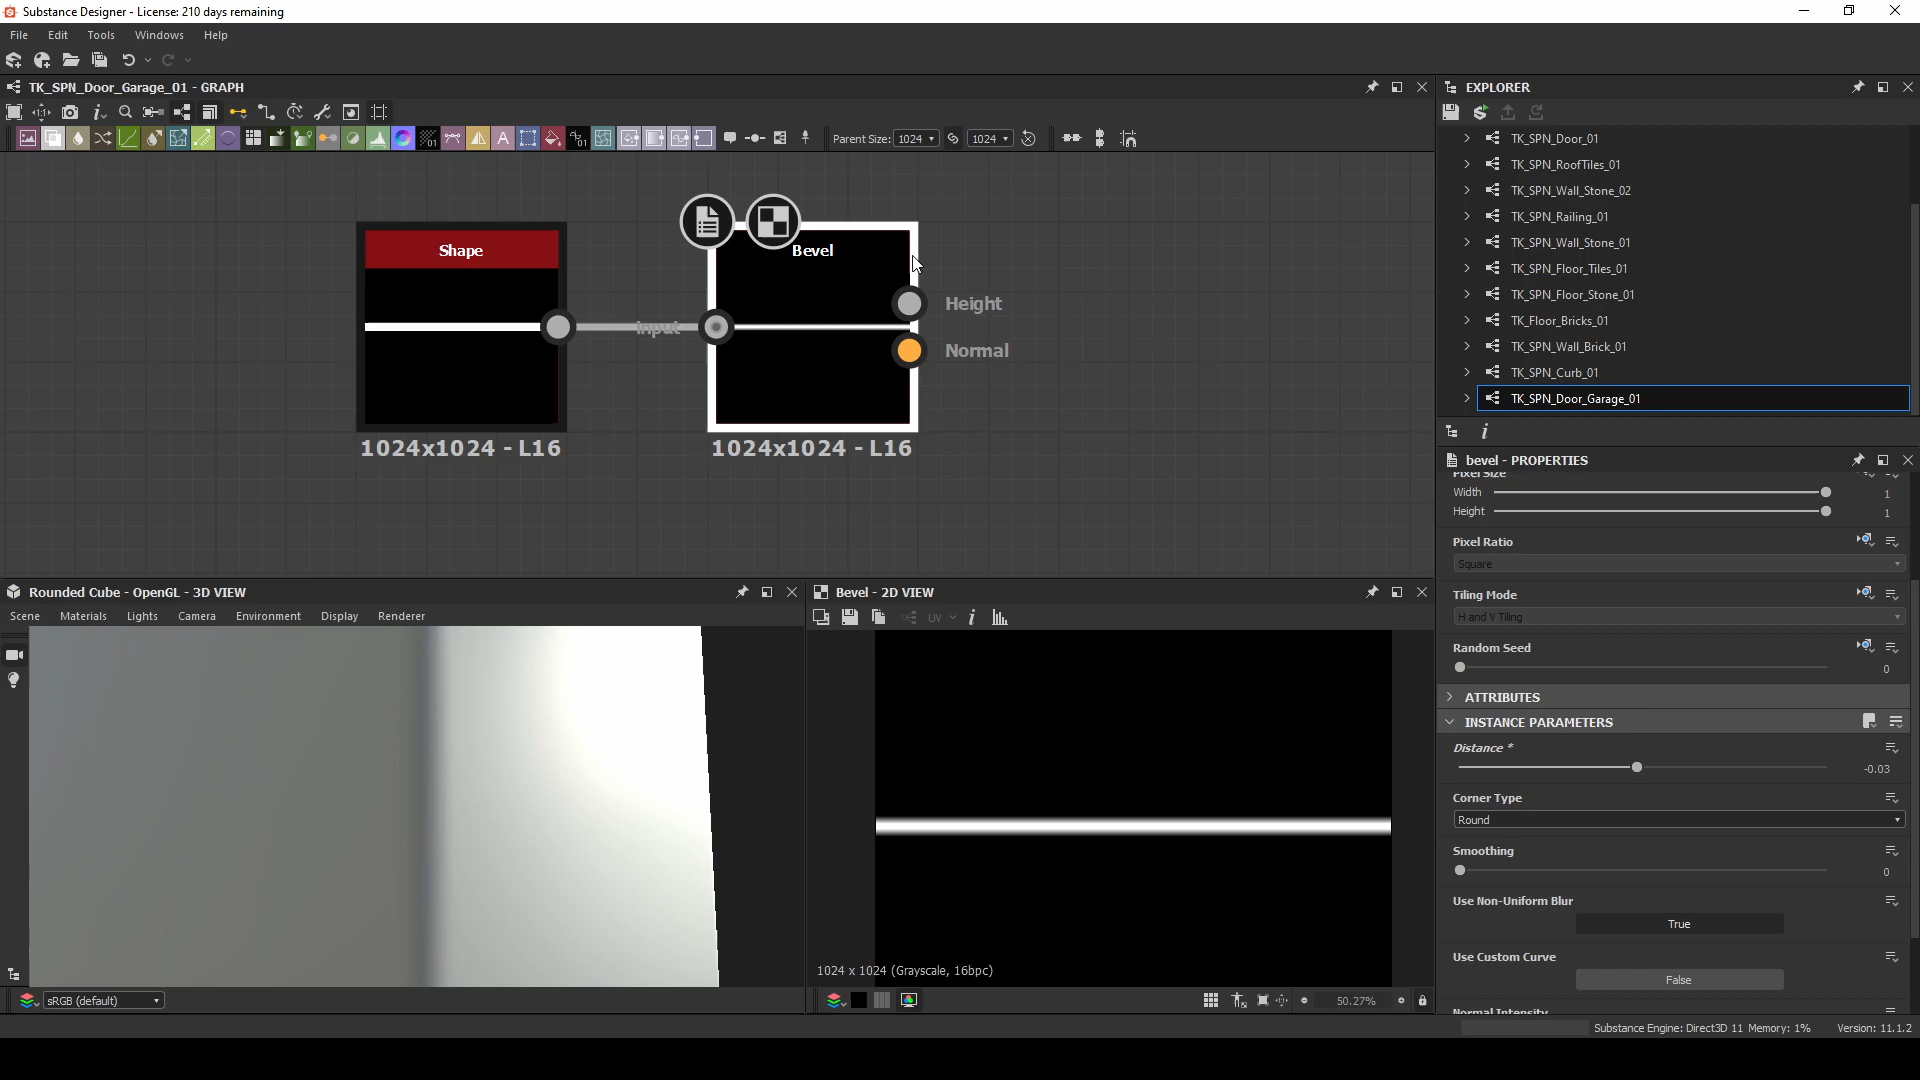 Substance Designer - License: 210 days remaining
File Edit Tools Windows Help
TK_SPN_Door_Garage_01 - GRAPH
Parent Size: 1024 1024
Shape
Bevel
input
Height
Normal
1024x1024 - L16
1024x1024 - L16
EXPLORER
TK_SPN_Door_01
TK_SPN_RoofTiles_01
TK_SPN_Wall_Stone_02
TK_SPN_Railing_01
TK_SPN_Wall_Stone_01
TK_SPN_Floor_Tiles_01
TK_SPN_Floor_Stone_01
TK_Floor_Bricks_01
TK_SPN_Wall_Brick_01
TK_SPN_Curb_01
TK_SPN_Door_Garage_01
bevel - PROPERTIES
Pixel Size
Width 1
Height 1
Pixel Ratio
Square
Tiling Mode
H and V Tiling
Random Seed
0
ATTRIBUTES
INSTANCE PARAMETERS
Distance *
-0.03
Corner Type
Round
Smoothing
0
Use Non-Uniform Blur
True
Use Custom Curve
False
Normal Intensity
Rounded Cube - OpenGL - 3D VIEW
Scene Materials Lights Camera Environment Display Renderer
sRGB (default)
Bevel - 2D VIEW
UV
1024 x 1024 (Grayscale, 16bpc)
50.27%
Substance Engine: Direct3D 11 Memory: 1% Version: 11.1.2